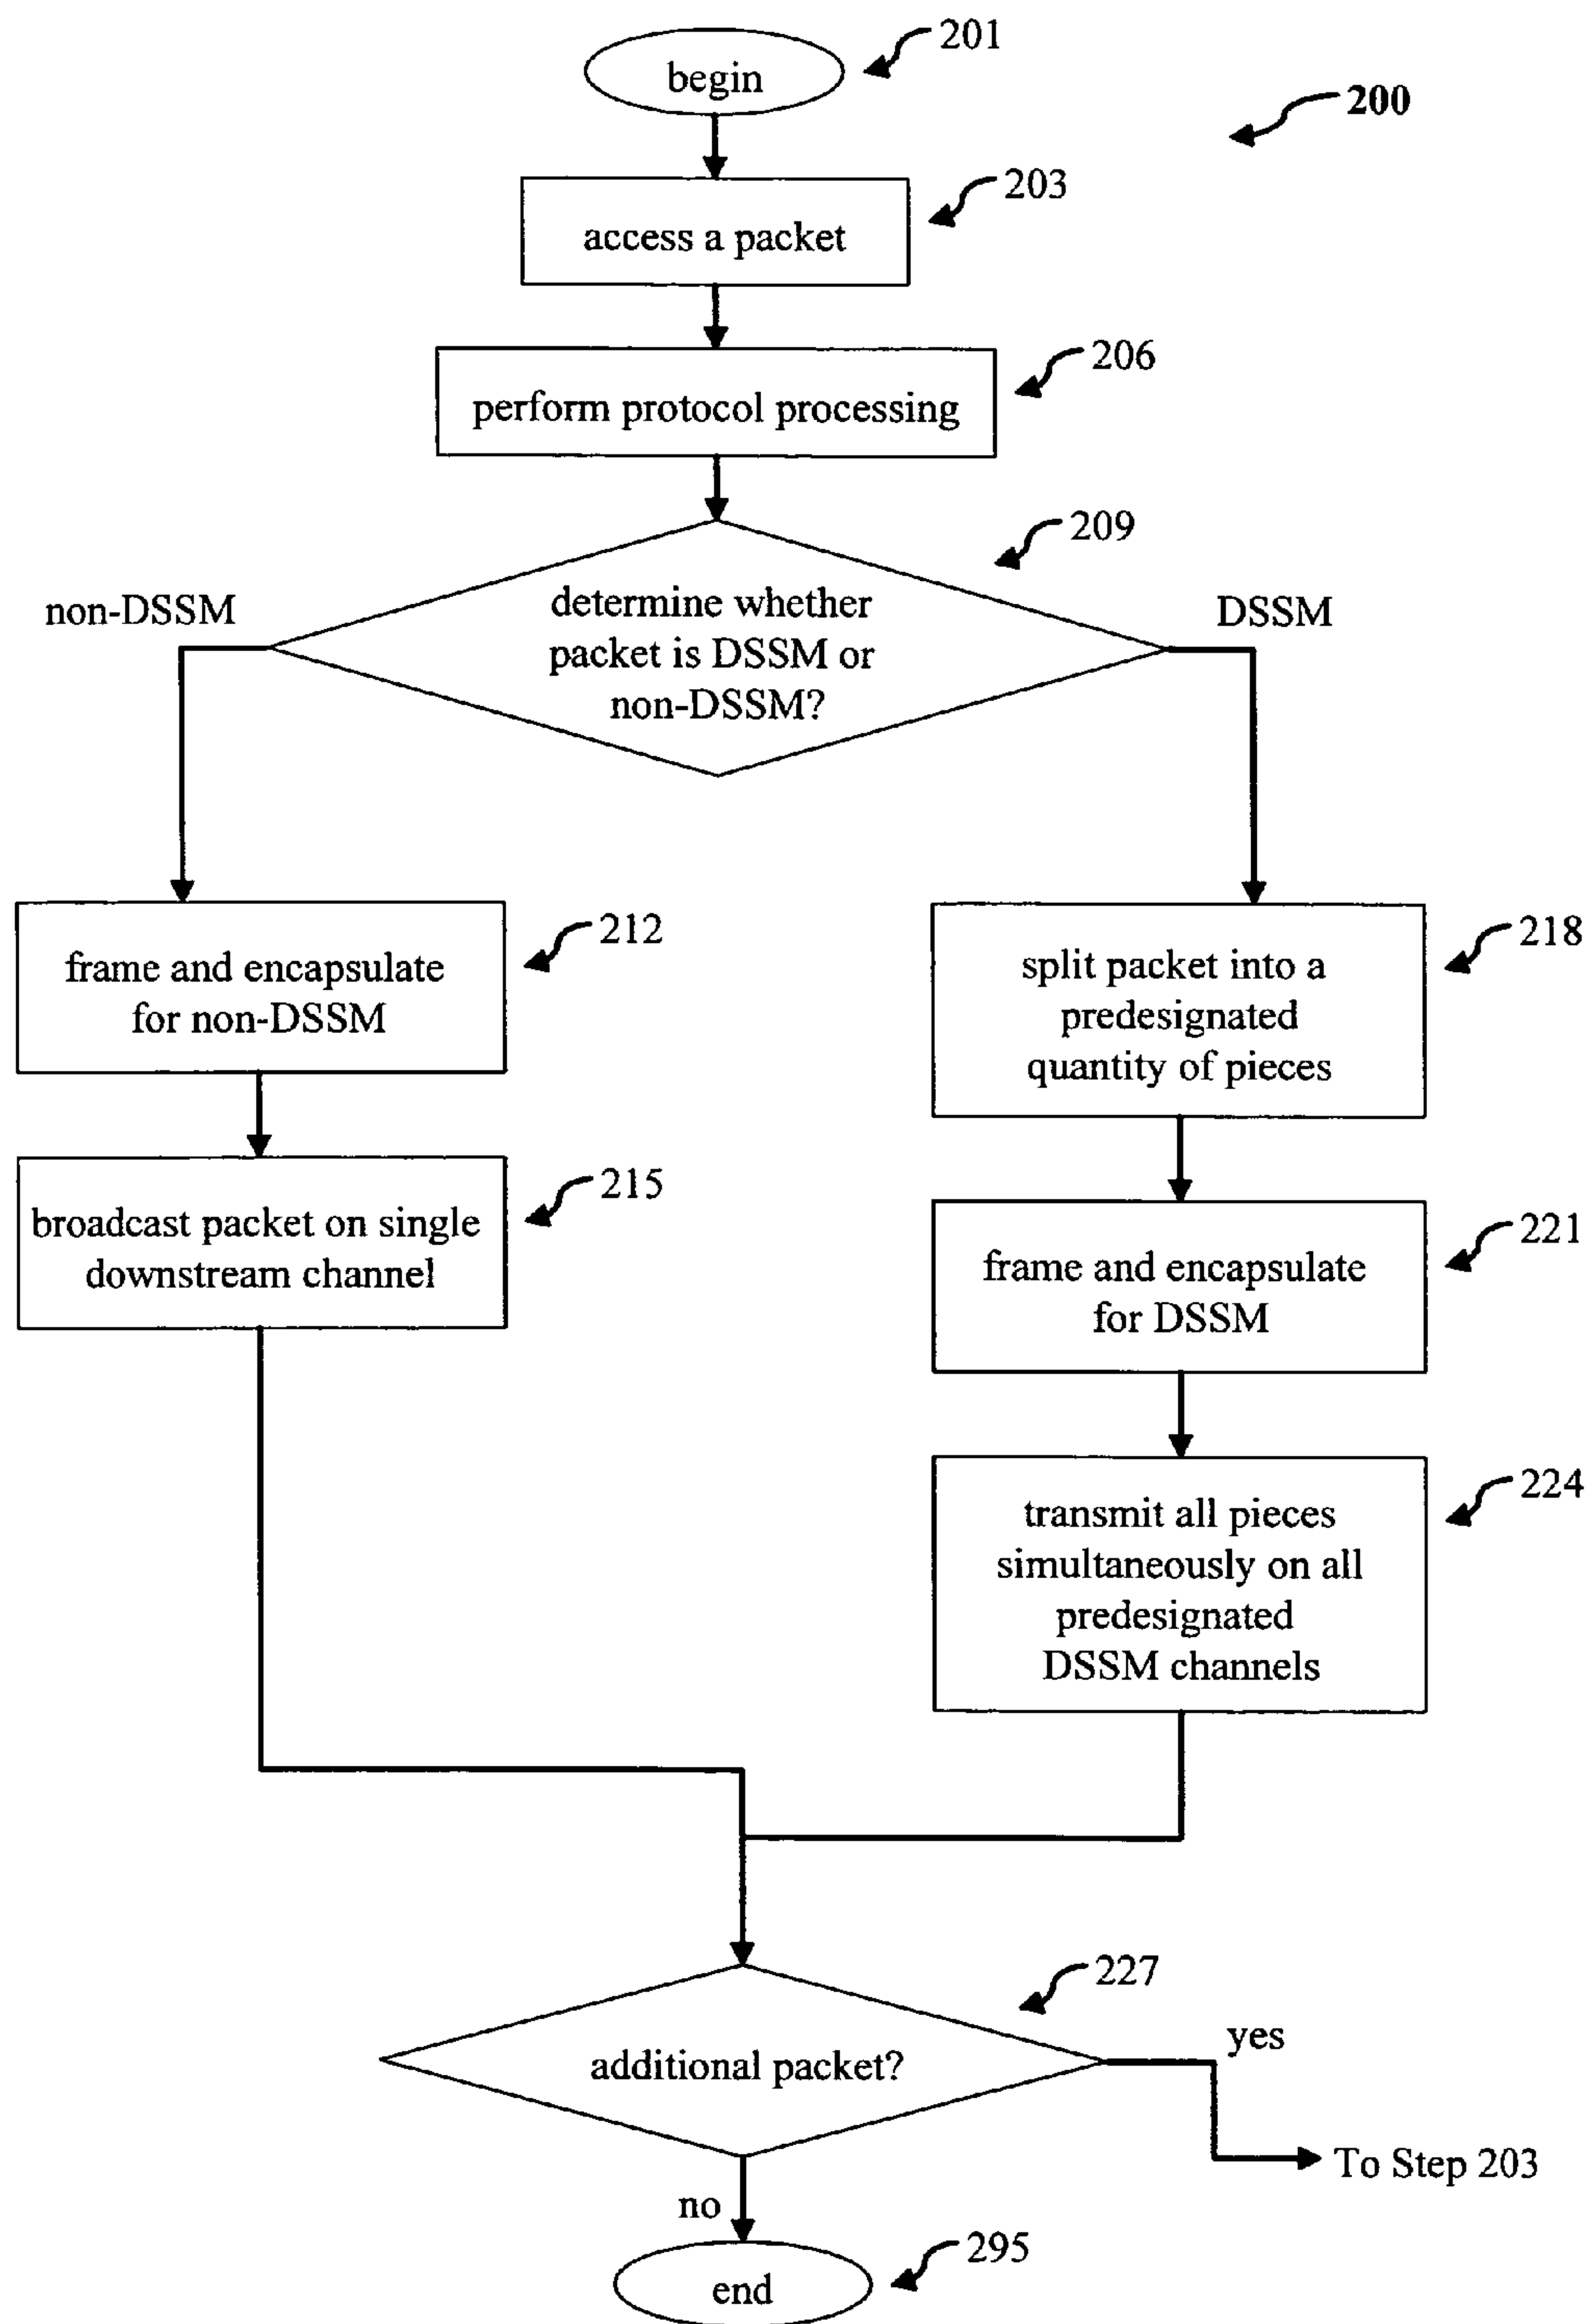 begin
201
200
access a packet
203
perform protocol processing
206
209
non-DSSM
determine whether
packet is DSSM or
non-DSSM?
DSSM
frame and encapsulate
for non-DSSM
212
split packet into a
predesignated
quantity of pieces
218
broadcast packet on single
downstream channel
215
frame and encapsulate
for DSSM
221
transmit all pieces
simultaneously on all
predesignated
DSSM channels
224
227
additional packet?
yes
To Step 203
no
end
295